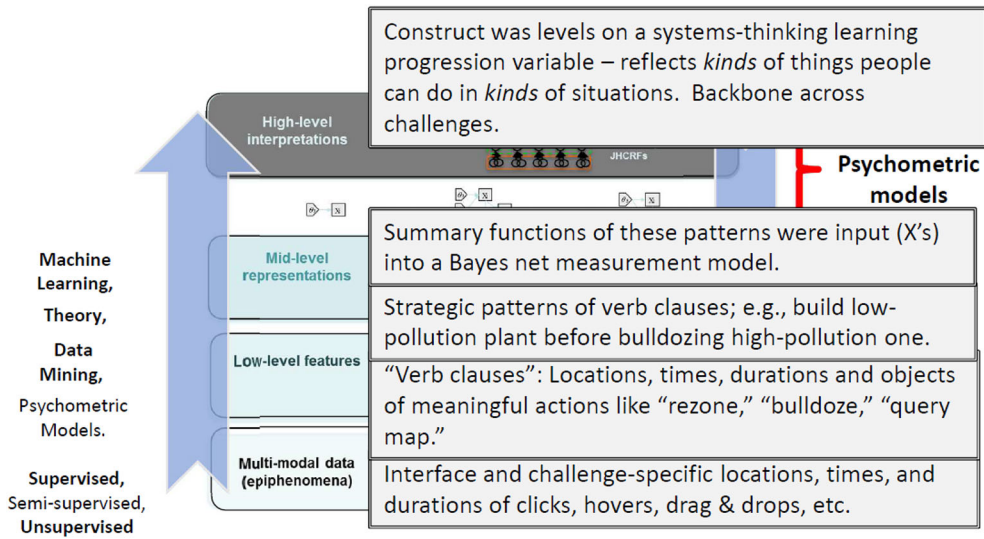 Construct was levels on a systems-thinking learning
progression variable – reflects kinds of things people
can do in kinds of situations. Backbone across
challenges.
High-level
interpretations
JHCRFs
Psychometric
models
Summary functions of these patterns were input (X's)
into a Bayes net measurement model.
Mid-level
representations
Machine
Learning,
Theory,
Data
Mining,
Psychometric
Models.
Strategic patterns of verb clauses; e.g., build low-
pollution plant before bulldozing high-pollution one.
Low-level features
“Verb clauses”: Locations, times, durations and objects
of meaningful actions like “rezone,” “bulldoze,” “query
map.”
Multi-modal data
(epiphenomena)
Interface and challenge-specific locations, times, and
durations of clicks, hovers, drag & drops, etc.
Supervised,
Semi-supervised,
Unsupervised